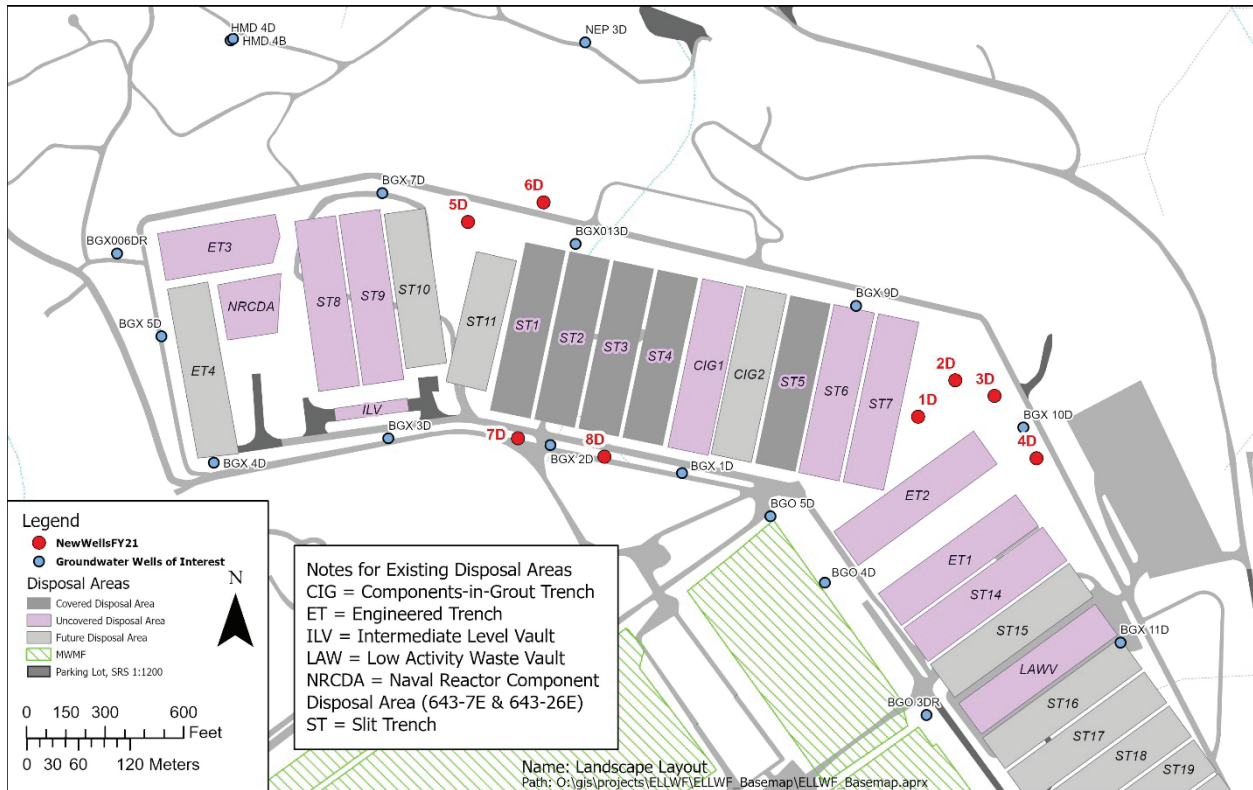 HMD 4D
HMD 4B
NEP 3D
BGX 7D
6D
5D
BGX006DR
ET3
BGX013D
NRCDA
ST8
ST9
ST10
ST11
ST1
ST2
ST3
ST4
CIG1
CIG2
ST5
ST6
ST7
BGX 9D
BGX 5D
ET4
ILV
2D
3D
1D
BGX 10D
4D
BGX 3D
7D
8D
BGX 4D
BGX 2D
BGX 1D
ET2
BGO 5D
ET1
BGO 4D
ST14
ST15
BGX 11D
LAWV
ST16
BGO 3DR
ST17
ST18
ST19
Legend
NewWellsFY21
Groundwater Wells of Interest
Disposal Areas
N
Covered Disposal Area
Uncovered Disposal Area
Future Disposal Area
MWMF
Parking Lot, SRS 1:1200
0 150 300 600
Feet
0 30 60 120 Meters
Notes for Existing Disposal Areas
CIG = Components-in-Grout Trench
ET = Engineered Trench
ILV = Intermediate Level Vault
LAW = Low Activity Waste Vault
NRCDA = Naval Reactor Component
Disposal Area (643-7E & 643-26E)
ST = Slit Trench
Name: Landscape Layout
Path: O:\gis\projects\ELLWF\ELLWF_Basemap\ELLWF_Basemap.aprx